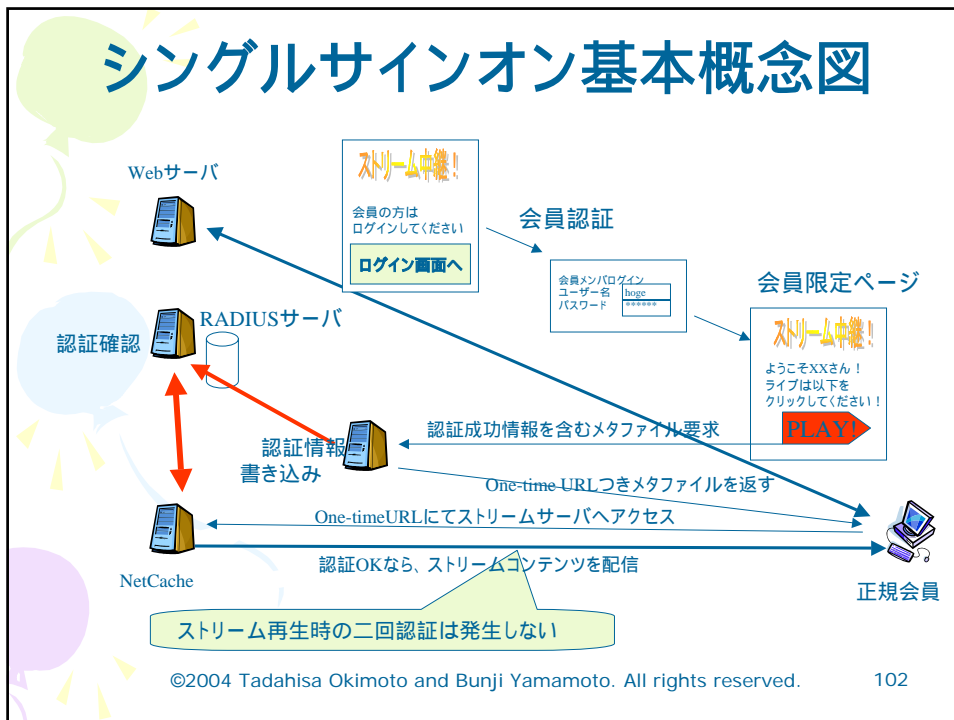 シングルサインオン基本概念図
Webサーバ
ストリーム中継！
会員の方は
ログインしてください
ログイン画面へ
会員認証
会員メンバログイン
ユーザー名 hoge
パスワード ******
会員限定ページ
ストリーム中継！
ようこそXXさん！
ライブは以下を
クリックしてください！
PLAY!
RADIUSサーバ
認証確認
認証情報
書き込み
認証成功情報を含むメタファイル要求
One-time URLつきメタファイルを返す
One-timeURLにてストリームサーバへアクセス
認証OKなら、ストリームコンテンツを配信
NetCache
正規会員
ストリーム再生時の二回認証は発生しない
©2004 Tadahisa Okimoto and Bunji Yamamoto. All rights reserved.
102